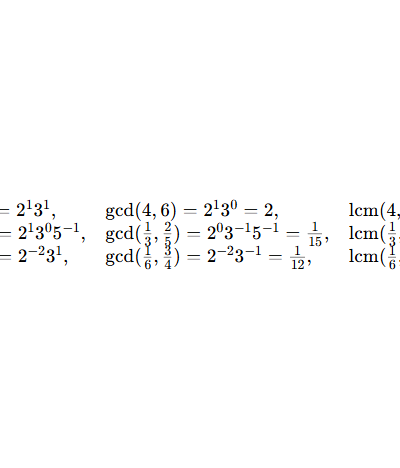 = 2¹3¹, gcd(4, 6) = 2¹3⁰ = 2, lcm(4,
= 2¹3⁰5⁻¹, gcd(1/3, 2/5) = 2⁰3⁻¹5⁻¹ = 1/15, lcm(1/3,
= 2⁻²3¹, gcd(1/6, 3/4) = 2⁻²3⁻¹ = 1/12, lcm(1/6,